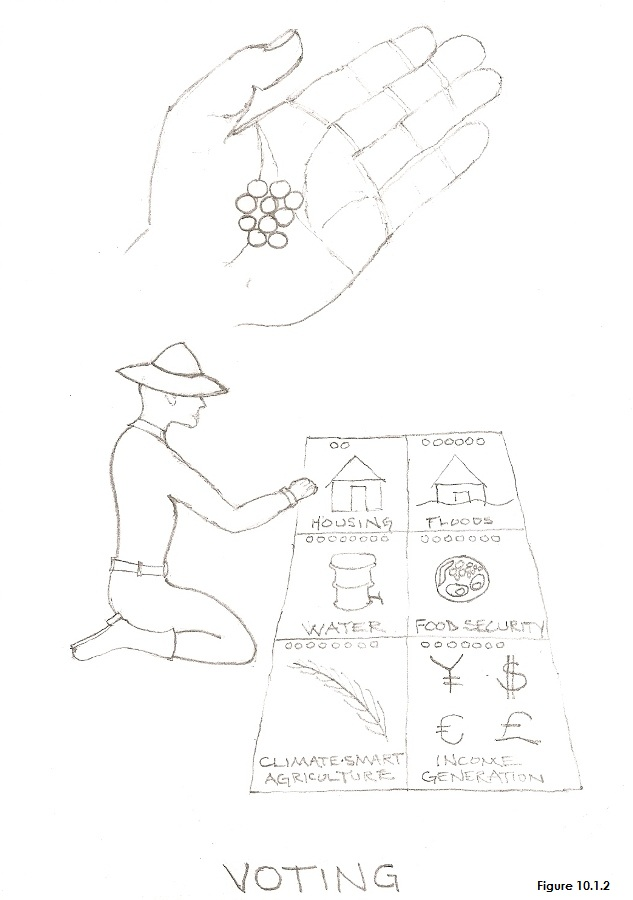 HOUSING
FLOODS
WATER
FOOD SECURITY
¥ $
€ £
CLIMATE-SMART
AGRICULTURE
INCOME
GENERATION
VOTING
Figure 10.1.2